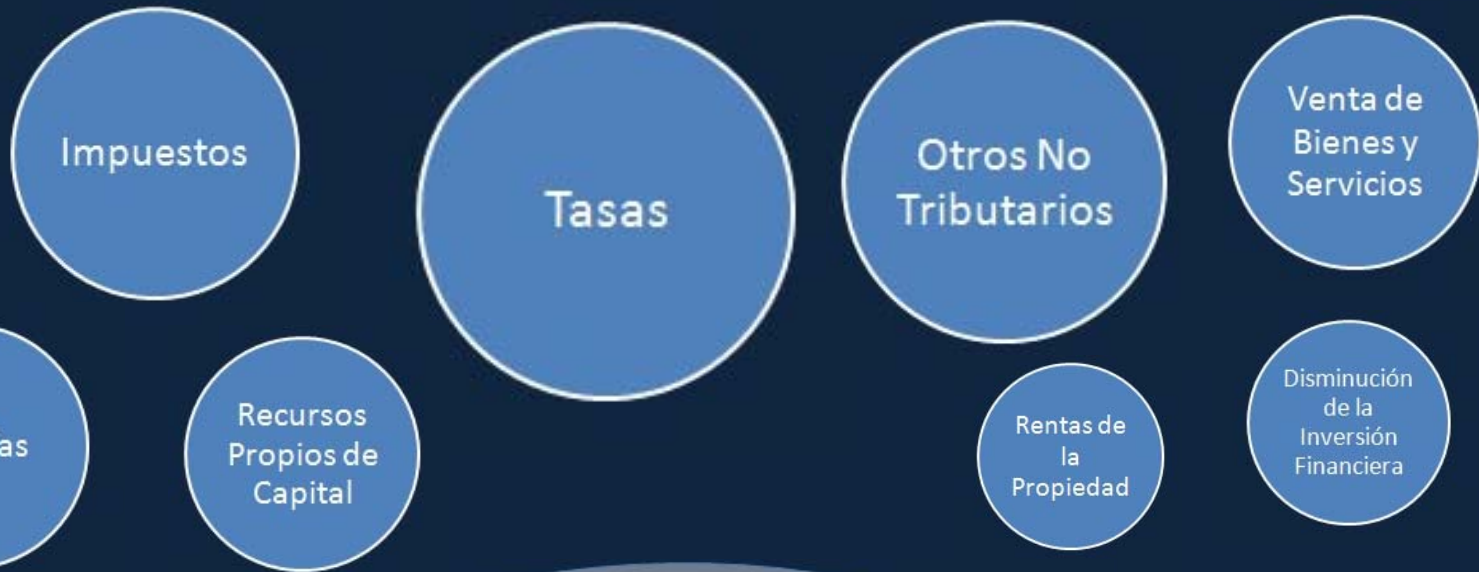 Impuestos
Tasas
Otros No
Tributarios
Venta de
Bienes y
Servicios
as
Recursos
Propios de
Capital
Rentas de
la
Propiedad
Disminución
de la
Inversión
Financiera